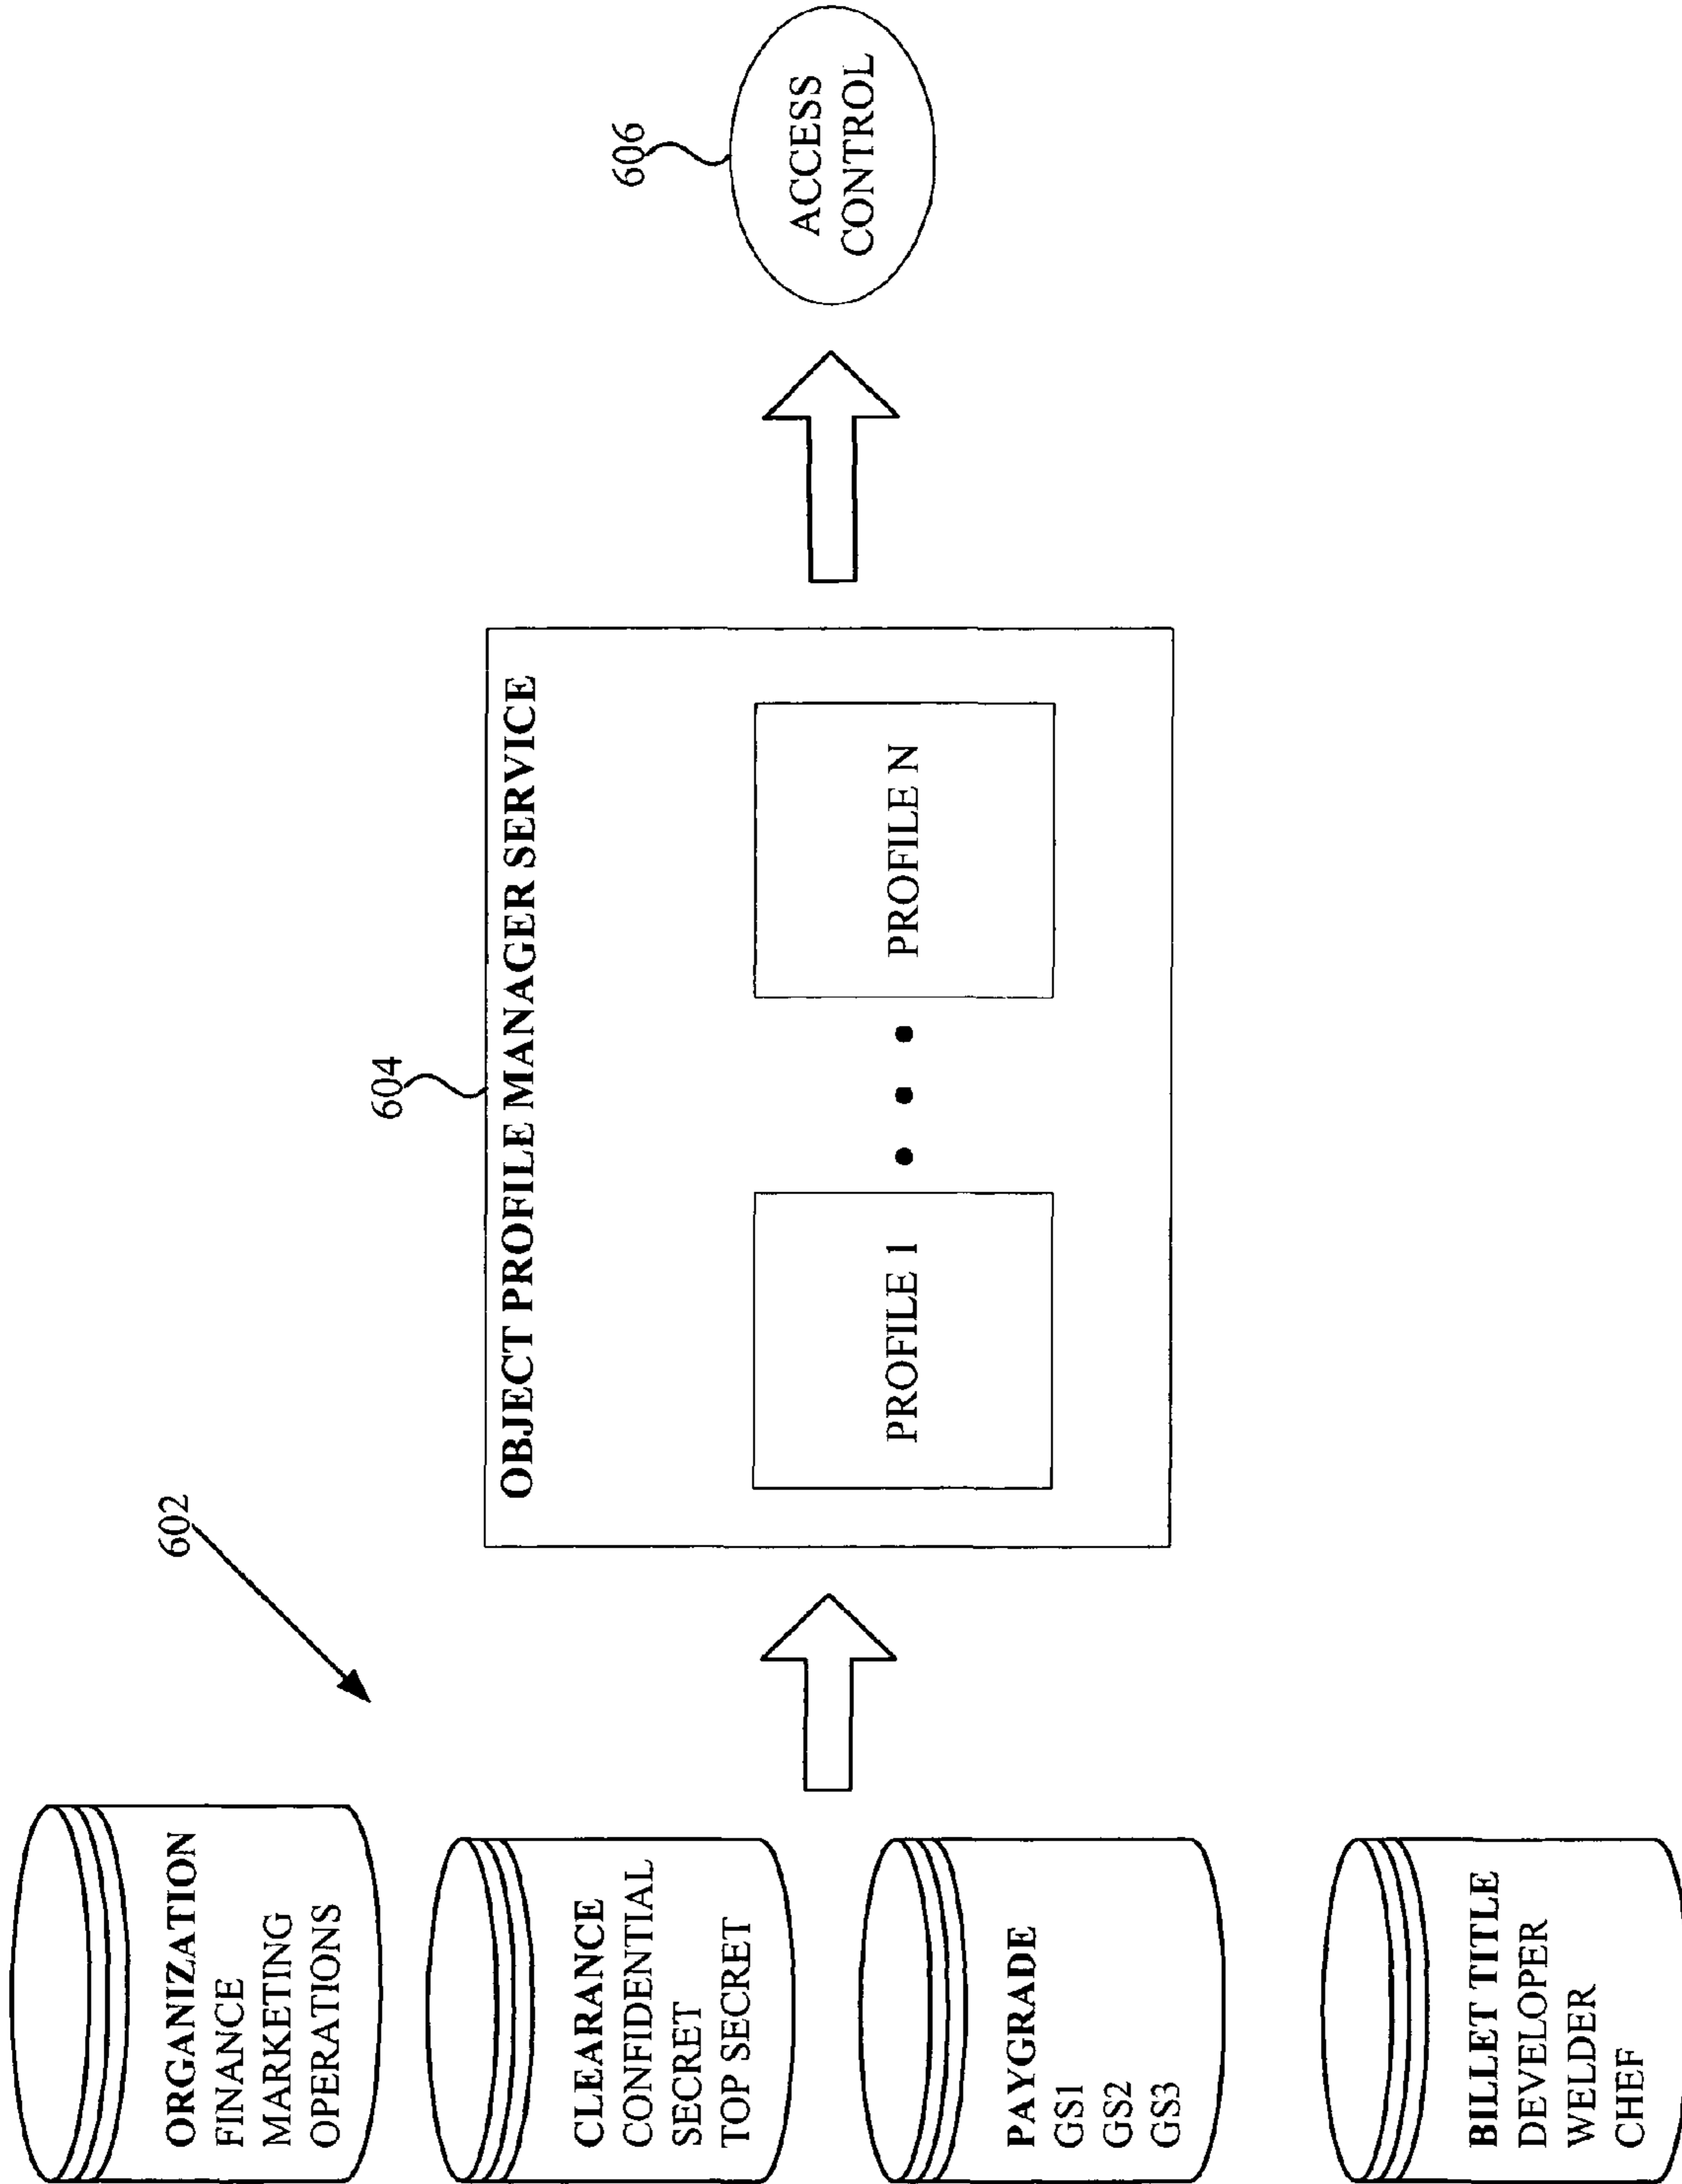 602
ORGANIZATION
FINANCE
MARKETING
OPERATIONS
CLEARANCE
CONFIDENTIAL
SECRET
TOP SECRET
PAYGRADE
GS1
GS2
GS3
BILLET TITLE
DEVELOPER
WELDER
CHEF
604
OBJECT PROFILE MANAGER SERVICE
PROFILE 1
PROFILE N
606
ACCESS
CONTROL